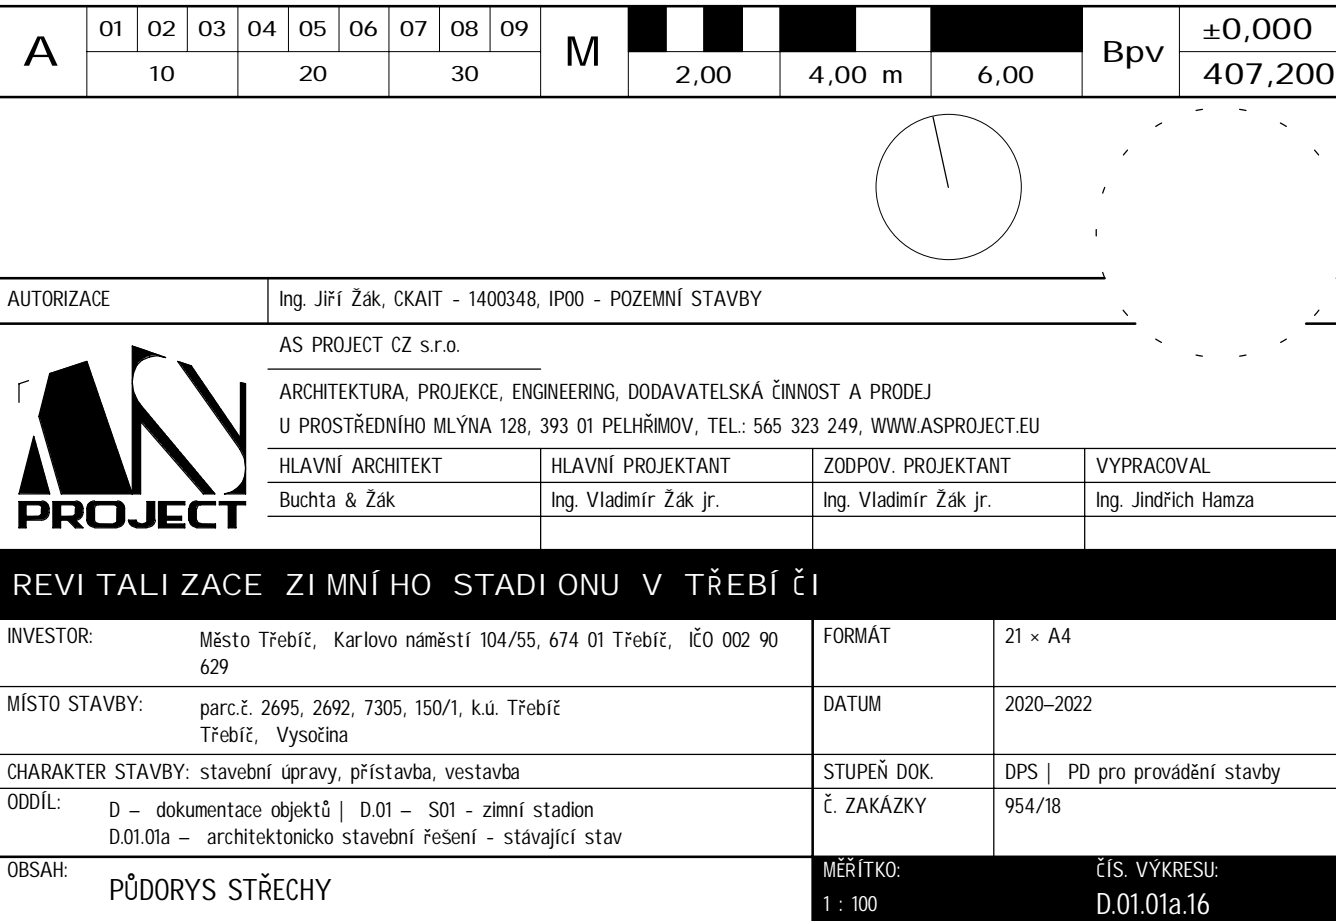 A 01 02 03 04 05 06 07 08 09 M Bpv ±0,000
10 20 30 2,00 4,00 m 6,00 407,200
AUTORIZACE Ing. Jiří Žák, CKAIT - 1400348, IP00 - POZEMNÍ STAVBY
AS PROJECT CZ s.r.o.
ARCHITEKTURA, PROJEKCE, ENGINEERING, DODAVATELSKÁ ČINNOST A PRODEJ
U PROSTŘEDNÍHO MLÝNA 128, 393 01 PELHŘIMOV, TEL.: 565 323 249, WWW.ASPROJECT.EU
PROJECT
HLAVNÍ ARCHITEKT HLAVNÍ PROJEKTANT ZODPOV. PROJEKTANT VYPRACOVAL
Buchta & Žák Ing. Vladimír Žák jr. Ing. Vladimír Žák jr. Ing. Jindřich Hamza
REVITALIZACE ZIMNÍHO STADIONU V TŘEBÍČI
INVESTOR: Město Třebíč, Karlovo náměstí 104/55, 674 01 Třebíč, IČO 002 90
629
FORMÁT 21 × A4
MÍSTO STAVBY: parc.č. 2695, 2692, 7305, 150/1, k.ú. Třebíč
Třebíč, Vysočina
DATUM 2020–2022
CHARAKTER STAVBY: stavební úpravy, přístavba, vestavba
STUPEŇ DOK. DPS | PD pro provádění stavby
ODDÍL: D – dokumentace objektů | D.01 – S01 - zimní stadion
D.01.01a – architektonicko stavební řešení - stávající stav
Č. ZAKÁZKY 954/18
OBSAH: PŮDORYS STŘECHY
MĚŘÍTKO: ČÍS. VÝKRESU:
1 : 100 D.01.01a.16